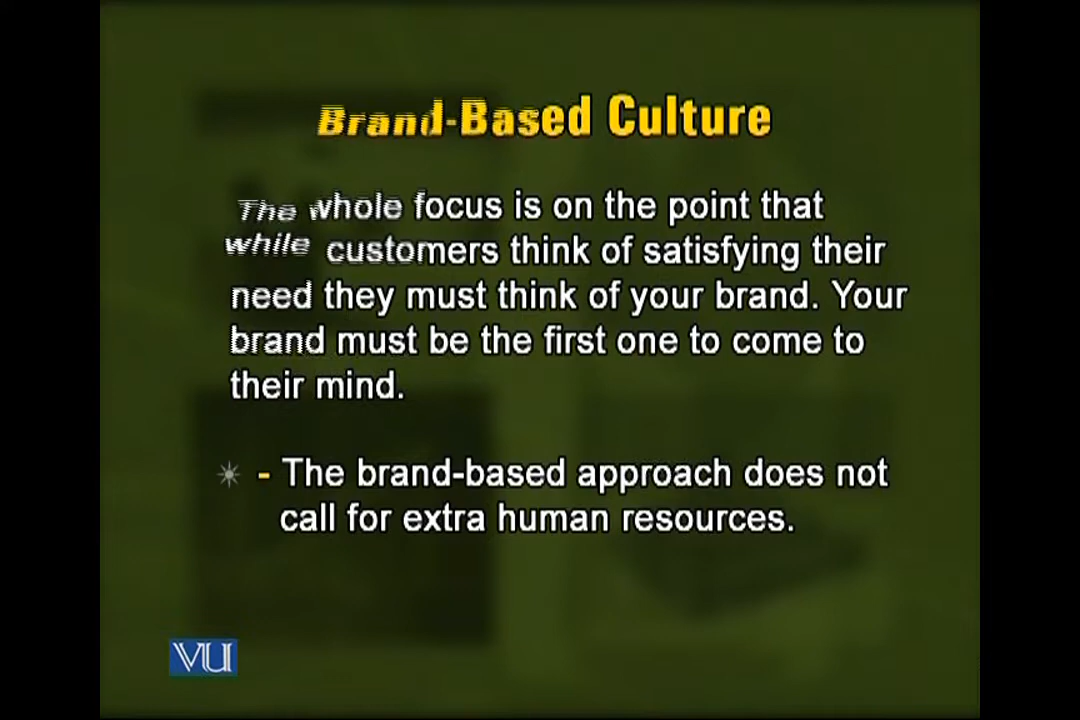 Brand-Based Culture
The whole focus is on the point that
while customers think of satisfying their
need they must think of your brand. Your
brand must be the first one to come to
their mind.
- The brand-based approach does not
call for extra human resources.
VU